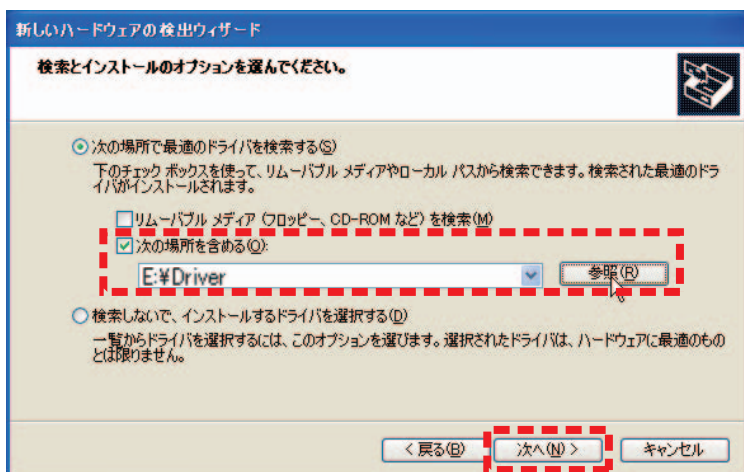 新しいハードウェアの検出ウィザード
検索とインストールのオプションを選んでください。
次の場所で最適のドライバを検索する(S)
下のチェック ボックスを使って、リムーバブル メディアやローカル パスから検索できます。検索された最適のドラ
イバがインストールされます。
リムーバブル メディア (フロッピー、CD-ROM など) を検索(M)
次の場所を含める(O):
E:¥Driver
参照(R)
検索しないで、インストールするドライバを選択する(D)
一覧からドライバを選択するには、このオプションを選びます。選択されたドライバは、ハードウェアに最適のもの
とは限りません。
< 戻る(B) 次へ(N) > キャンセル